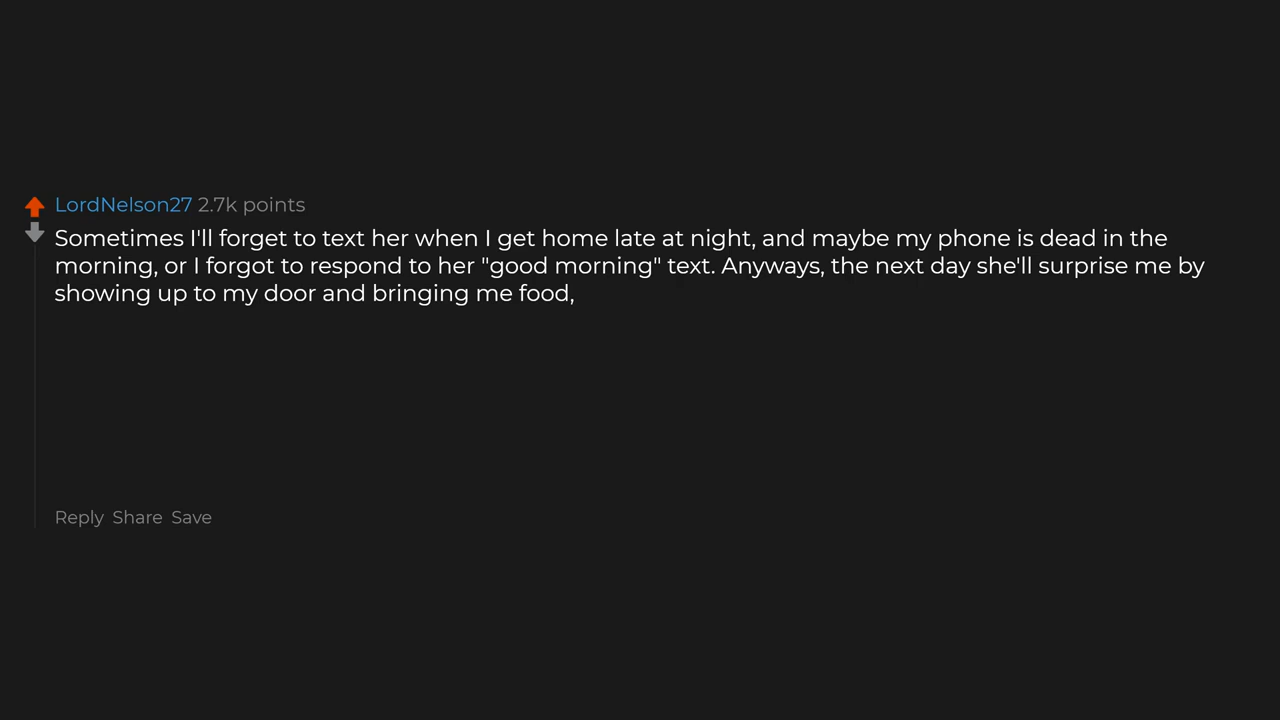 LordNelson27 2.7k points
Sometimes I'll forget to text her when I get home late at night, and maybe my phone is dead in the
morning, or I forgot to respond to her "good morning" text. Anyways, the next day she'll surprise me by
showing up to my door and bringing me food,
Reply Share Save